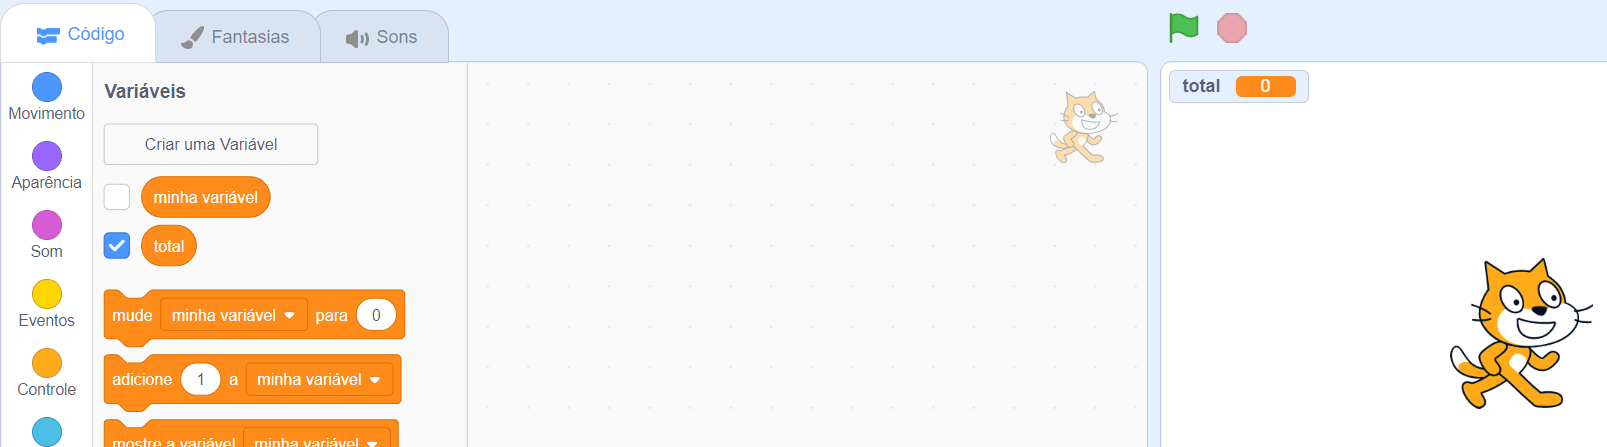 Código
Fantasias
Sons
Movimento
Aparência
Som
Eventos
Controle
Variáveis
Criar uma Variável
minha variável
total
mude minha variável para 0
adicione 1 a minha variável
mostre a variável minha variável
total 0